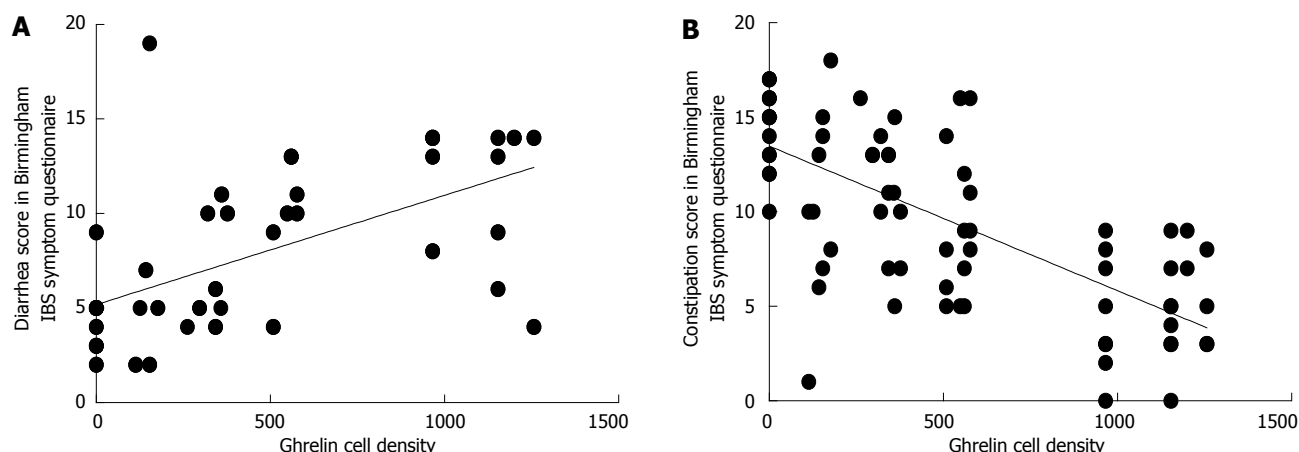 A
20
15
10
5
0
Diarrhea score in Birmingham
IBS symptom questionnaire
0 500 1000 1500
Ghrelin cell density
B
20
15
10
5
0
Constipation score in Birmingham
IBS symptom questionnaire
0 500 1000 1500
Ghrelin cell density